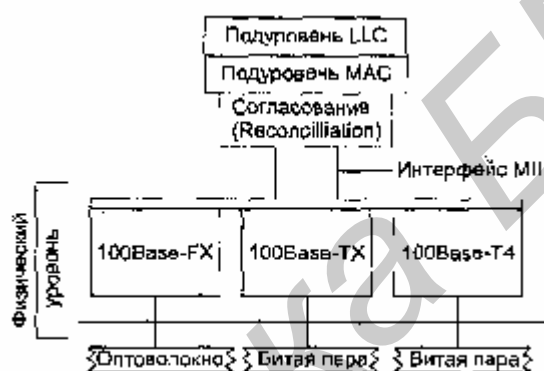 Подуровень LLC
Подуровень MAC
Согласование
(Reconcilliation)
Интерфейс MII
Физический
уровень
100Base-FX
100Base-TX
100Base-T4
Оптоволокно
Витая пара
Витая пара